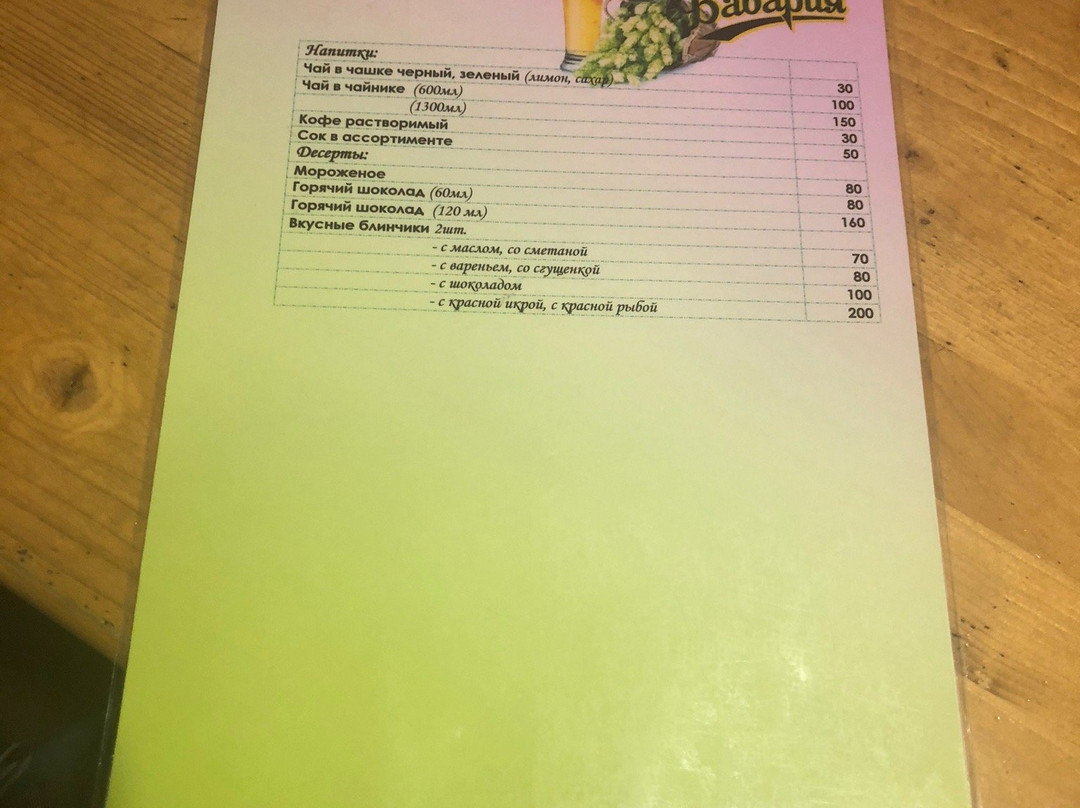 Бавария
Напитки:
Чай в чашке черный, зеленый (лимон, сахар) 30
Чай в чайнике (600мл) 100
(1300мл) 150
Кофе растворимый 30
Сок в ассортименте 50
Десерты:
Мороженое 80
Горячий шоколад (60мл) 80
Горячий шоколад (120 мл) 160
Вкусные блинчики 2шт.
- с маслом, со сметаной 70
- с вареньем, со сгущенкой 80
- с шоколадом 100
- с красной икрой, с красной рыбой 200